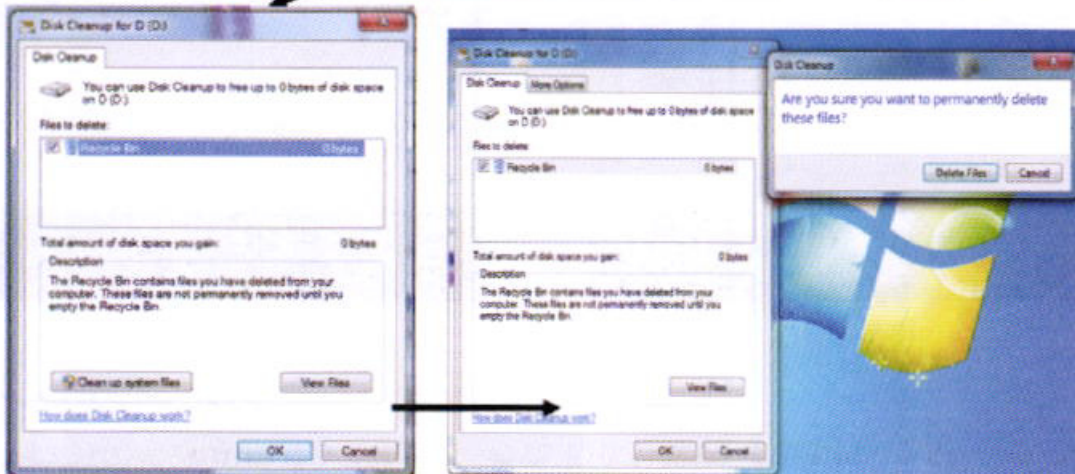 Disk Cleanup for D (D:)
Disk Cleanup
You can use Disk Cleanup to free up to 0 bytes of disk space
on D (D:)
Files to delete:
Recycle Bin 0 bytes
Total amount of disk space you gain: 0 bytes
Description
The Recycle Bin contains files you have deleted from your
computer. These files are not permanently removed until you
empty the Recycle Bin.
Clean up system files View Files
How does Disk Cleanup work?
OK Cancel
Disk Cleanup for D (D:)
Disk Cleanup More Options
You can use Disk Cleanup to free up to 0 bytes of disk space
on D (D:)
Files to delete:
Recycle Bin 0 bytes
Total amount of disk space you gain: 0 bytes
Description
The Recycle Bin contains files you have deleted from your
computer. These files are not permanently removed until you
empty the Recycle Bin.
View Files
How does Disk Cleanup work?
OK Cancel
Disk Cleanup
Are you sure you want to permanently delete
these files?
Delete Files Cancel